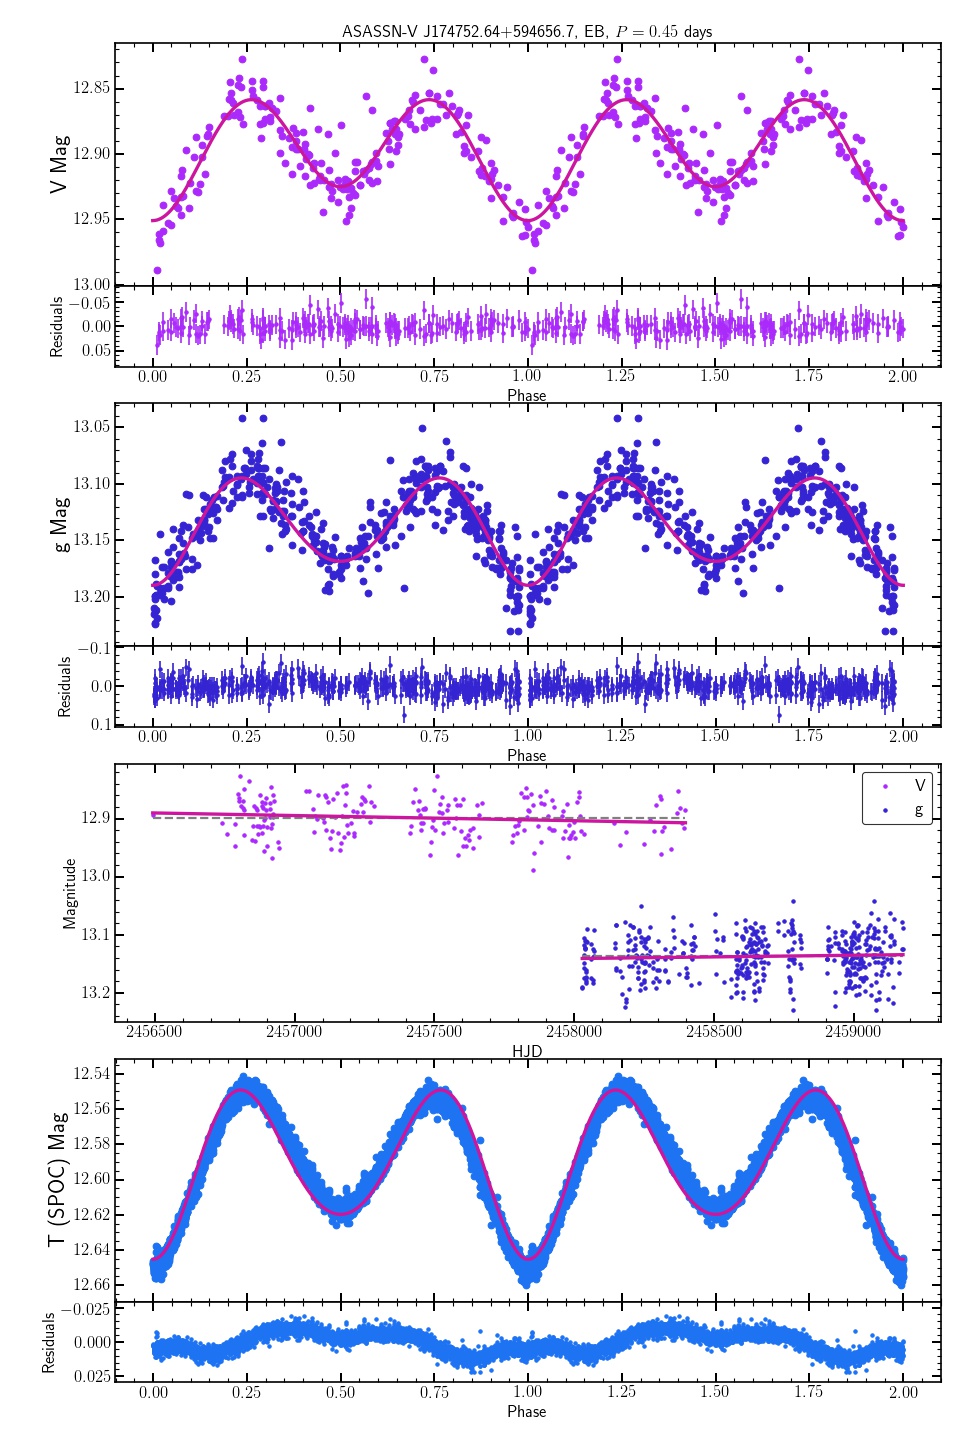 ASASSN-V J174752.64+594656.7, EB, P = 0.45 days
V Mag
12.85
12.90
12.95
13.00
Residuals
−0.05
0.00
0.05
0.00 0.25 0.50 0.75 1.00 1.25 1.50 1.75 2.00
Phase
g Mag
13.05
13.10
13.15
13.20
Residuals
−0.1
0.0
0.1
0.00 0.25 0.50 0.75 1.00 1.25 1.50 1.75 2.00
Phase
Magnitude
12.9
13.0
13.1
13.2
V
g
2456500 2457000 2457500 2458000 2458500 2459000
HJD
T (SPOC) Mag
12.54
12.56
12.58
12.60
12.62
12.64
12.66
Residuals
−0.025
0.000
0.025
0.00 0.25 0.50 0.75 1.00 1.25 1.50 1.75 2.00
Phase